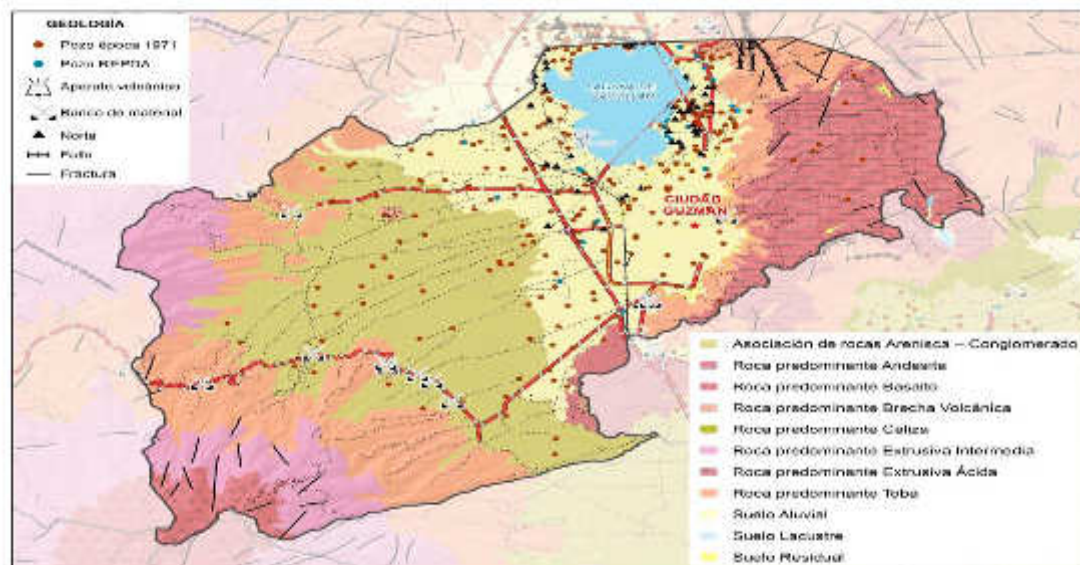 GEOLOGÍA
Pozo época 1971
Pozo REPDA
Aparato volcánico
Banco de material
Noria
Falla
Fractura
CIUDAD
GUZMÁN
Asociación de rocas Arenisca – Conglomerado
Roca predominante Andesita
Roca predominante Basalto
Roca predominante Brecha Volcánica
Roca predominante Caliza
Roca predominante Extrusiva Intermedia
Roca predominante Extrusiva Ácida
Roca predominante Toba
Suelo Aluvial
Suelo Lacustre
Suelo Residual